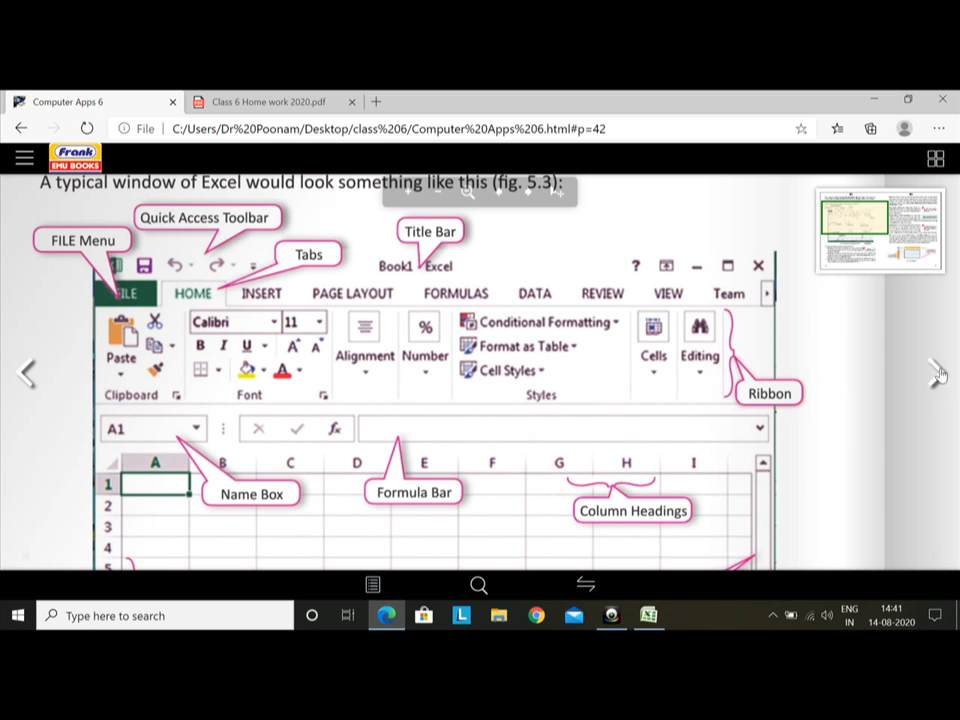 Computer Apps 6
Class 6 Home work 2020.pdf
File
C:/Users/Dr%20Poonam/Desktop/class%206/Computer%20Apps%206.html#p=42
Frank
EMU BOOKS
A typical window of Excel would look something like this (fig. 5.3):
Quick Access Toolbar
FILE Menu
Tabs
Title Bar
Book1
Excel
?
FILE
HOME
INSERT
PAGE LAYOUT
FORMULAS
DATA
REVIEW
VIEW
Team
Paste
Clipboard
Calibri
11
B I U A A
A
Font
Alignment
%
Number
Conditional Formatting
Format as Table
Cell Styles
Styles
Cells
Editing
Ribbon
A1
fx
A B C D E F G H I
1
2
3
4
5
Name Box
Formula Bar
Column Headings
Type here to search
L
ENG
IN
14:41
14-08-2020